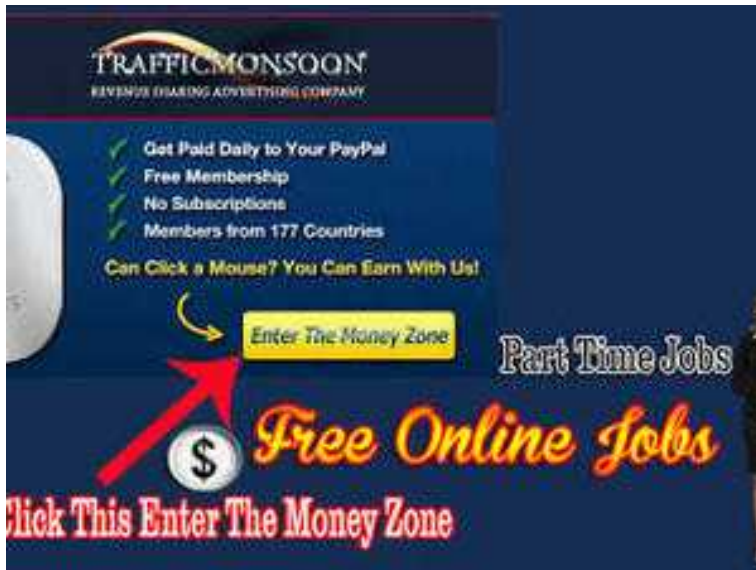 TRAFFICMONSOON
REVENUE SHARING ADVERTISING COMPANY
Get Paid Daily to Your PayPal
Free Membership
No Subscriptions
Members from 177 Countries
Can Click a Mouse? You Can Earn With Us!
Enter The Money Zone
Part Time Jobs
$ Free Online Jobs
Click This Enter The Money Zone